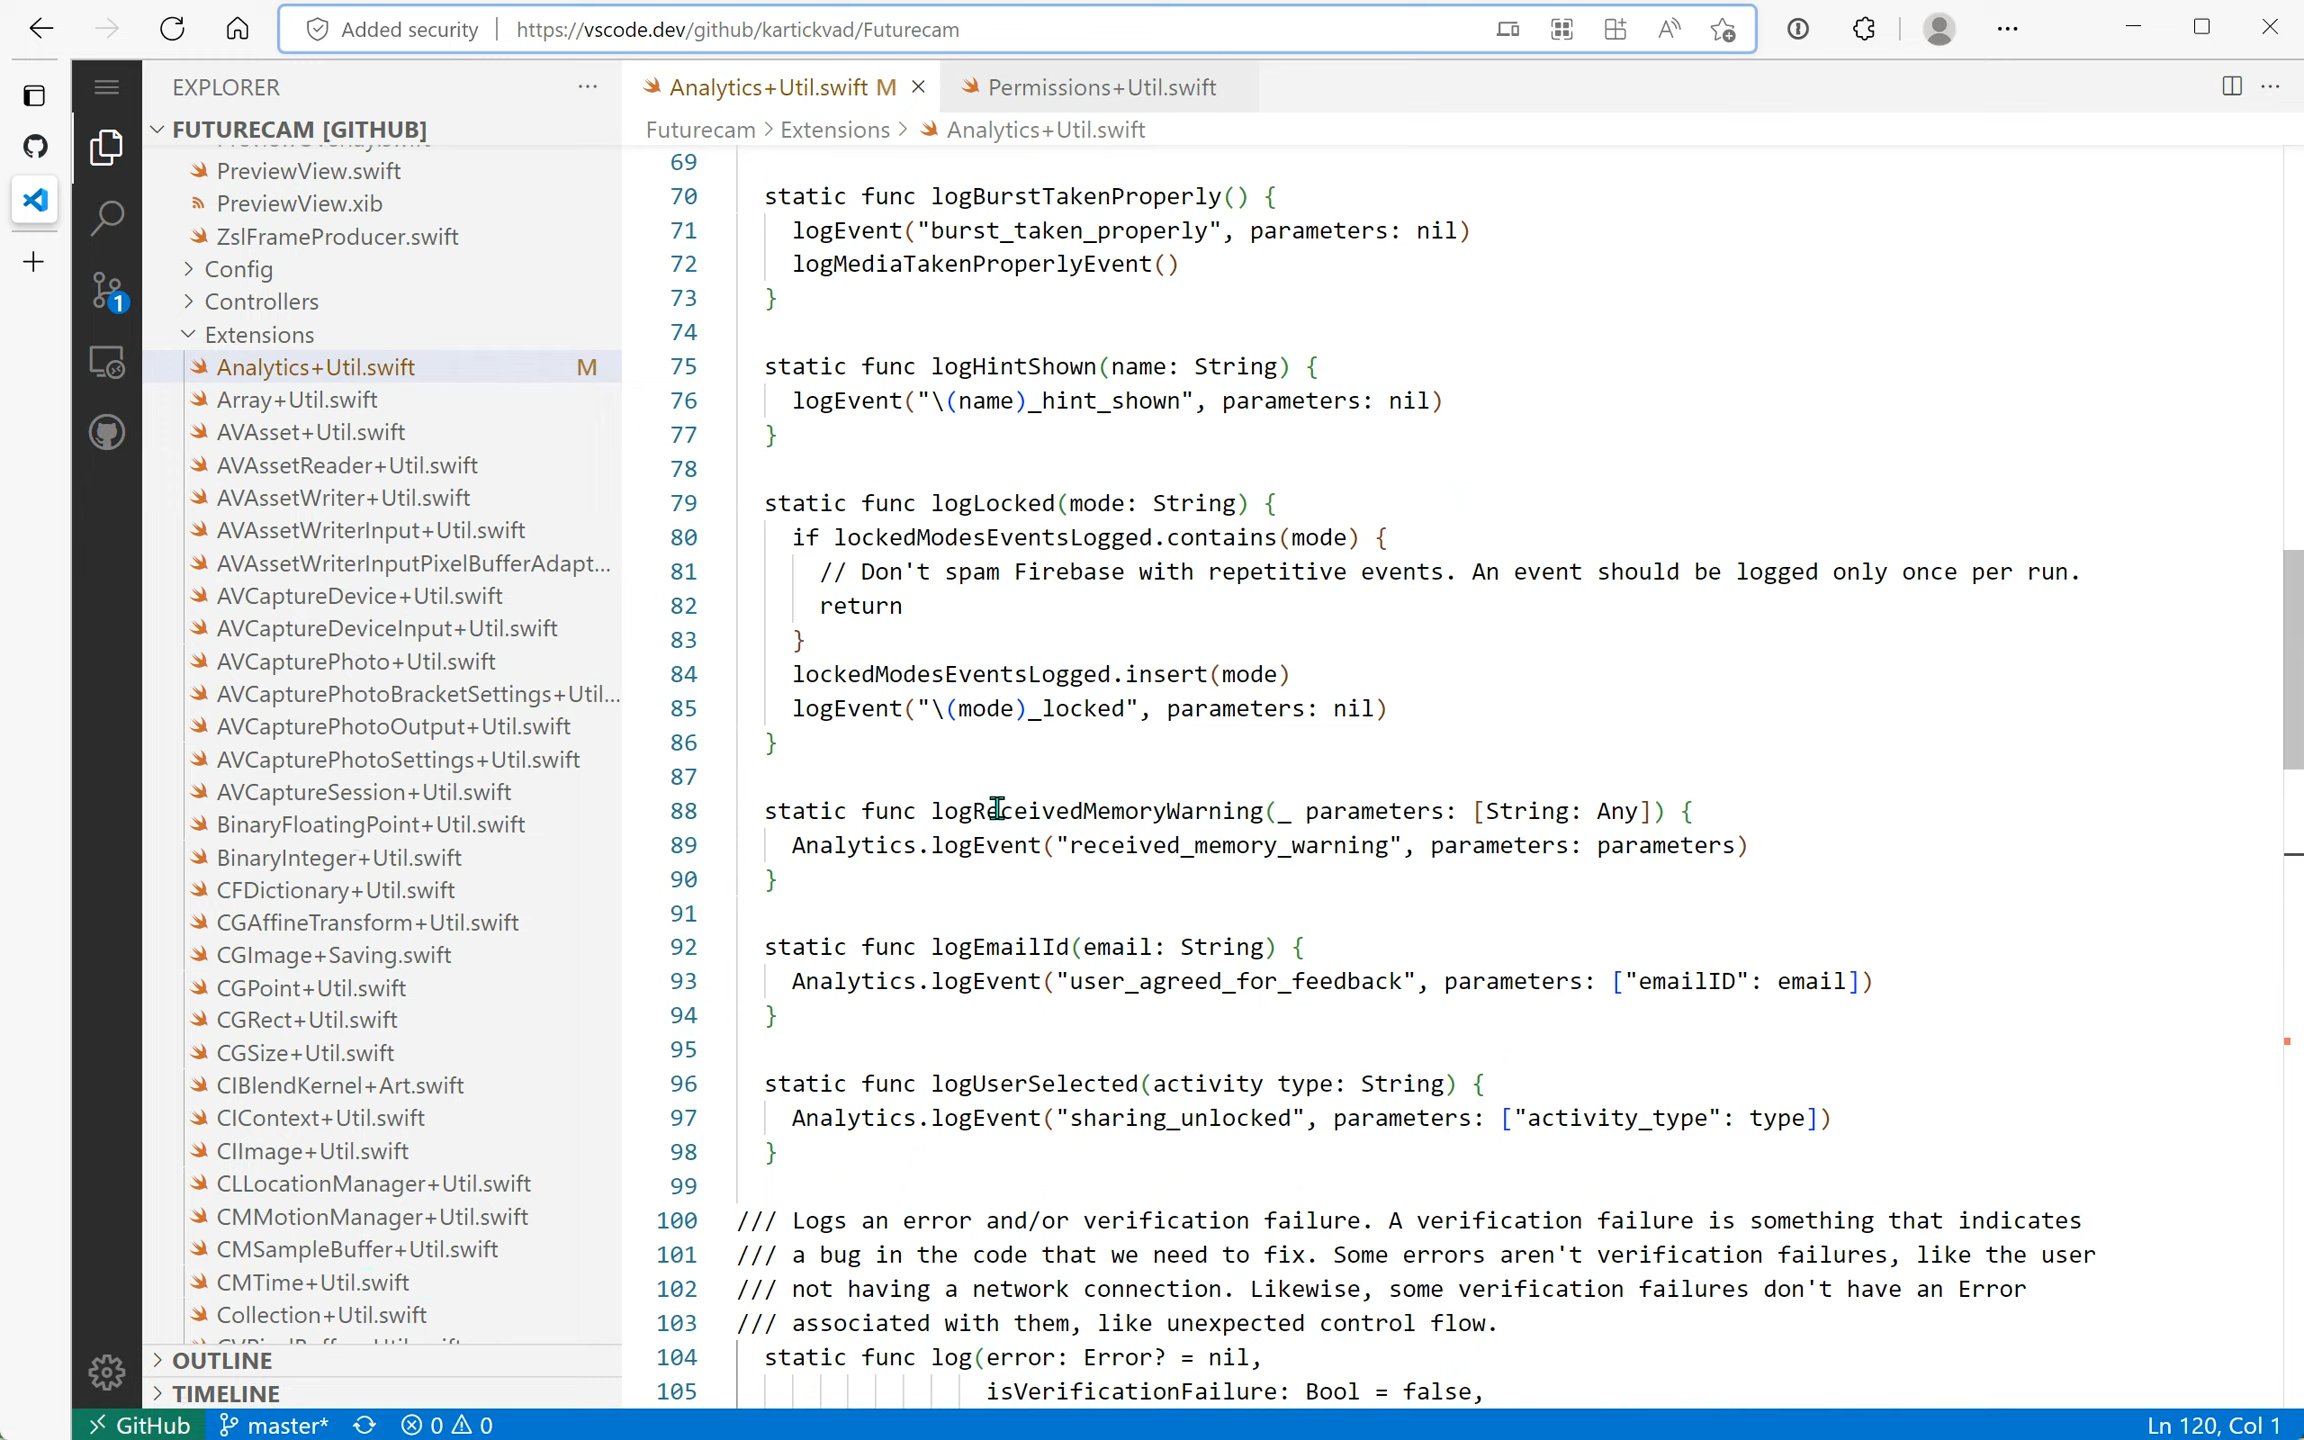 Added security
https://vscode.dev/github/kartickvad/Futurecam
EXPLORER
FUTURECAM [GITHUB]
PreviewView.swift
PreviewView.xib
ZslFrameProducer.swift
Config
Controllers
Extensions
Analytics+Util.swift M
Array+Util.swift
AVAsset+Util.swift
AVAssetReader+Util.swift
AVAssetWriter+Util.swift
AVAssetWriterInput+Util.swift
AVAssetWriterInputPixelBufferAdapt...
AVCaptureDevice+Util.swift
AVCaptureDeviceInput+Util.swift
AVCapturePhoto+Util.swift
AVCapturePhotoBracketSettings+Util...
AVCapturePhotoOutput+Util.swift
AVCapturePhotoSettings+Util.swift
AVCaptureSession+Util.swift
BinaryFloatingPoint+Util.swift
BinaryInteger+Util.swift
CFDictionary+Util.swift
CGAffineTransform+Util.swift
CGImage+Saving.swift
CGPoint+Util.swift
CGRect+Util.swift
CGSize+Util.swift
CIBlendKernel+Art.swift
CIContext+Util.swift
CIImage+Util.swift
CLLocationManager+Util.swift
CMMotionManager+Util.swift
CMSampleBuffer+Util.swift
CMTime+Util.swift
Collection+Util.swift
OUTLINE
TIMELINE
1
Analytics+Util.swift M
Permissions+Util.swift
Futurecam > Extensions > Analytics+Util.swift
69
70 static func logBurstTakenProperly() {
71 logEvent("burst_taken_properly", parameters: nil)
72 logMediaTakenProperlyEvent()
73 }
74
75 static func logHintShown(name: String) {
76 logEvent("\(name)_hint_shown", parameters: nil)
77 }
78
79 static func logLocked(mode: String) {
80 if lockedModesEventsLogged.contains(mode) {
81 // Don't spam Firebase with repetitive events. An event should be logged only once per run.
82 return
83 }
84 lockedModesEventsLogged.insert(mode)
85 logEvent("\(mode)_locked", parameters: nil)
86 }
87
88 static func logReceivedMemoryWarning(_ parameters: [String: Any]) {
89 Analytics.logEvent("received_memory_warning", parameters: parameters)
90 }
91
92 static func logEmailId(email: String) {
93 Analytics.logEvent("user_agreed_for_feedback", parameters: ["emailID": email])
94 }
95
96 static func logUserSelected(activity type: String) {
97 Analytics.logEvent("sharing_unlocked", parameters: ["activity_type": type])
98 }
99
100 /// Logs an error and/or verification failure. A verification failure is something that indicates
101 /// a bug in the code that we need to fix. Some errors aren't verification failures, like the user
102 /// not having a network connection. Likewise, some verification failures don't have an Error
103 /// associated with them, like unexpected control flow.
104 static func log(error: Error? = nil,
105 isVerificationFailure: Bool = false,
GitHub
master*
0
0
Ln 120, Col 1